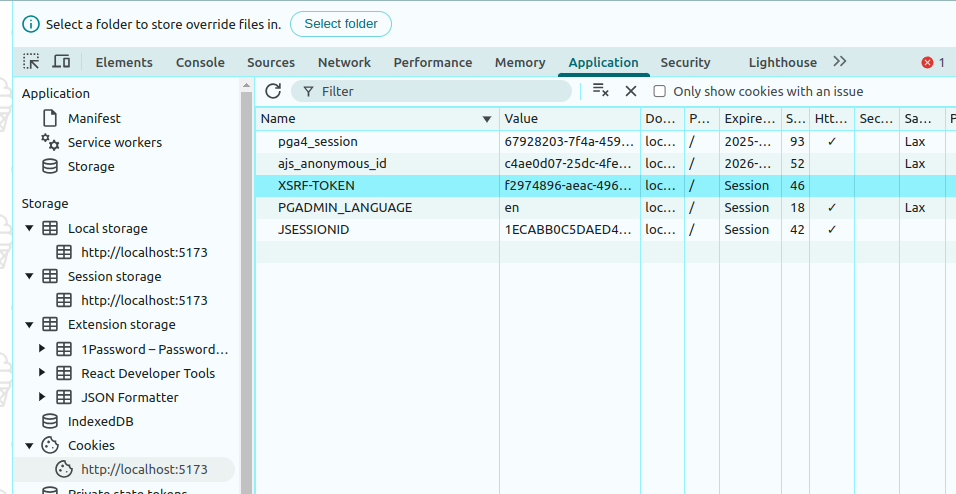 Select a folder to store override files in. Select folder
Elements Console Sources Network Performance Memory Application Security Lighthouse 1
Application
Manifest
Service workers
Storage
Storage
Local storage
http://localhost:5173
Session storage
http://localhost:5173
Extension storage
1Password – Password…
React Developer Tools
JSON Formatter
IndexedDB
Cookies
http://localhost:5173
Private state tokens
Filter Only show cookies with an issue
Name Value Do… P… Expire… S… Htt… Sec… Sa… P
pga4_session 67928203-7f4a-459… loc… / 2025-… 93 ✓ Lax
ajs_anonymous_id c4ae0d07-25dc-4fe… loc… / 2026-… 52 Lax
XSRF-TOKEN f2974896-aeac-496… loc… / Session 46
PGADMIN_LANGUAGE en loc… / Session 18 ✓ Lax
JSESSIONID 1ECABB0C5DAED4… loc… / Session 42 ✓